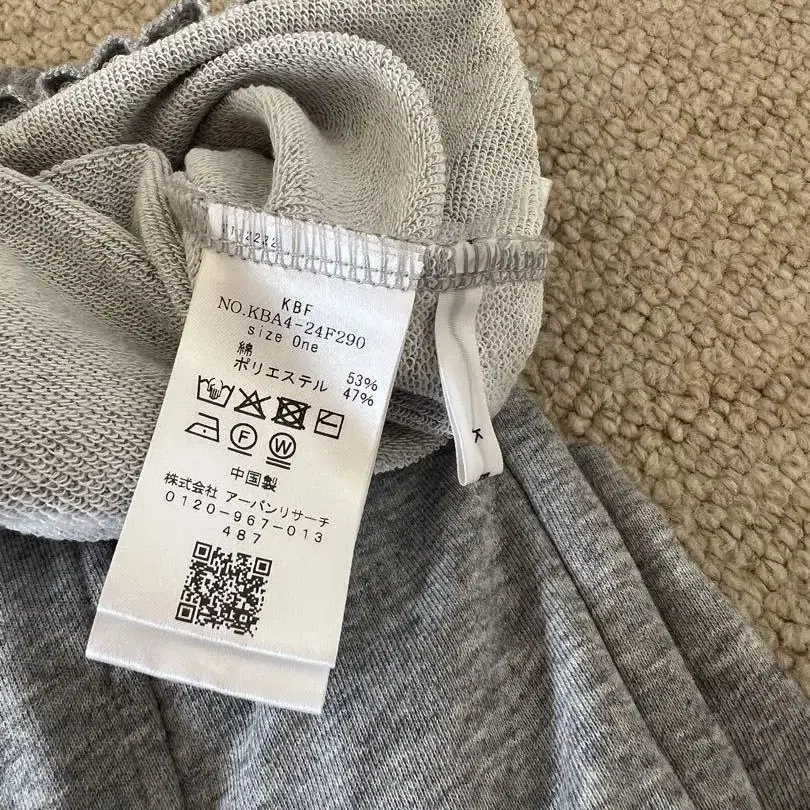 KBF
NO.KBA4-24F290
size One
綿 53%
ポリエステル 47%
F
W
中国製
株式会社 アーバンリサーチ
0120-967-013
487
K